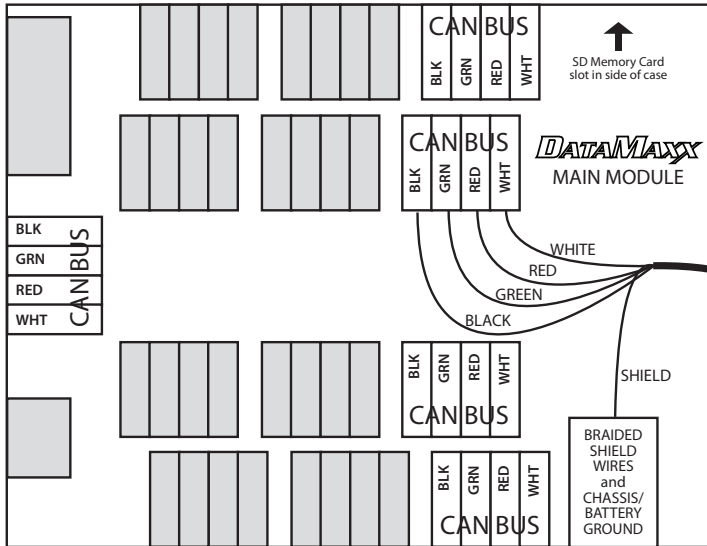 CAN BUS
BLK
GRN
RED
WHT
SD Memory Card
slot in side of case
CAN BUS
BLK
GRN
RED
WHT
DATAMAXX
MAIN MODULE
BLK
GRN
RED
WHT
CAN BUS
WHITE
RED
GREEN
BLACK
SHIELD
BLK
GRN
RED
WHT
CAN BUS
BRAIDED
SHIELD
WIRES
and
CHASSIS/
BATTERY
GROUND
BLK
GRN
RED
WHT
CAN BUS